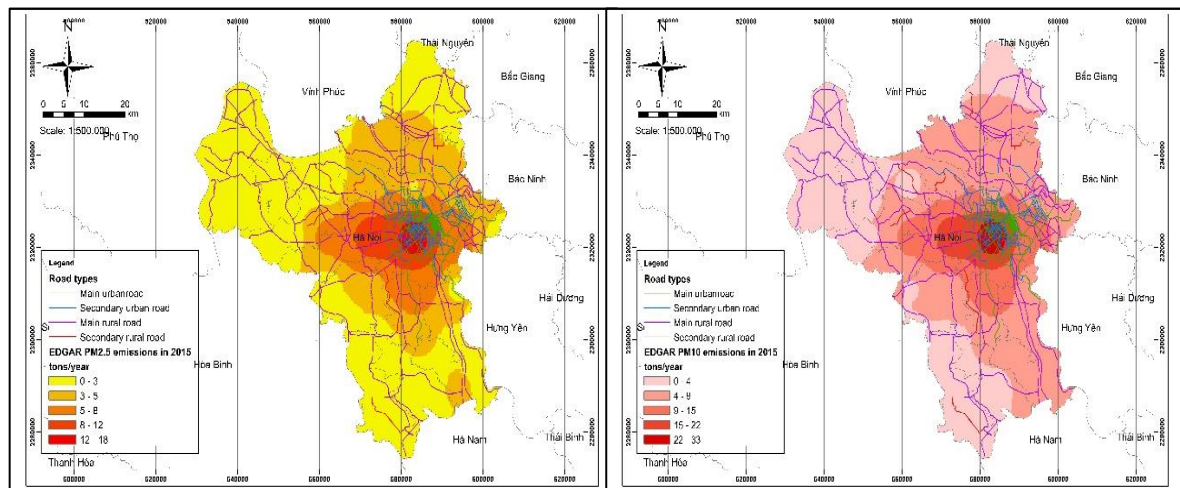 600000 520000 540000 560000 580000 600000 620000
N
Thái Nguyên
Bắc Giang
Vĩnh Phúc
0 5 10 20
km
Scale: 1:500.000
Phú Thọ
Bắc Ninh
Hà Nội
Hải Dương
Hưng Yên
Hòa Bình
Hà Nam
Thái Bình
Thanh Hóa
Legend
Road types
Main urban road
Secondary urban road
Main rural road
Secondary rural road
EDGAR PM2.5 emissions in 2015
tons/year
0 - 3
3 - 5
5 - 8
8 - 12
12 - 18
N
Thái Nguyên
Bắc Giang
Vĩnh Phúc
0 5 10 20
km
Scale: 1:500.000
Phú Thọ
Bắc Ninh
Hà Nội
Hải Dương
Hưng Yên
Hòa Bình
Hà Nam
Thái Bình
Thanh Hóa
Legend
Road types
Main urban road
Secondary urban road
Main rural road
Secondary rural road
EDGAR PM10 emissions in 2015
tons/year
0 - 4
4 - 8
9 - 15
15 - 22
22 - 33